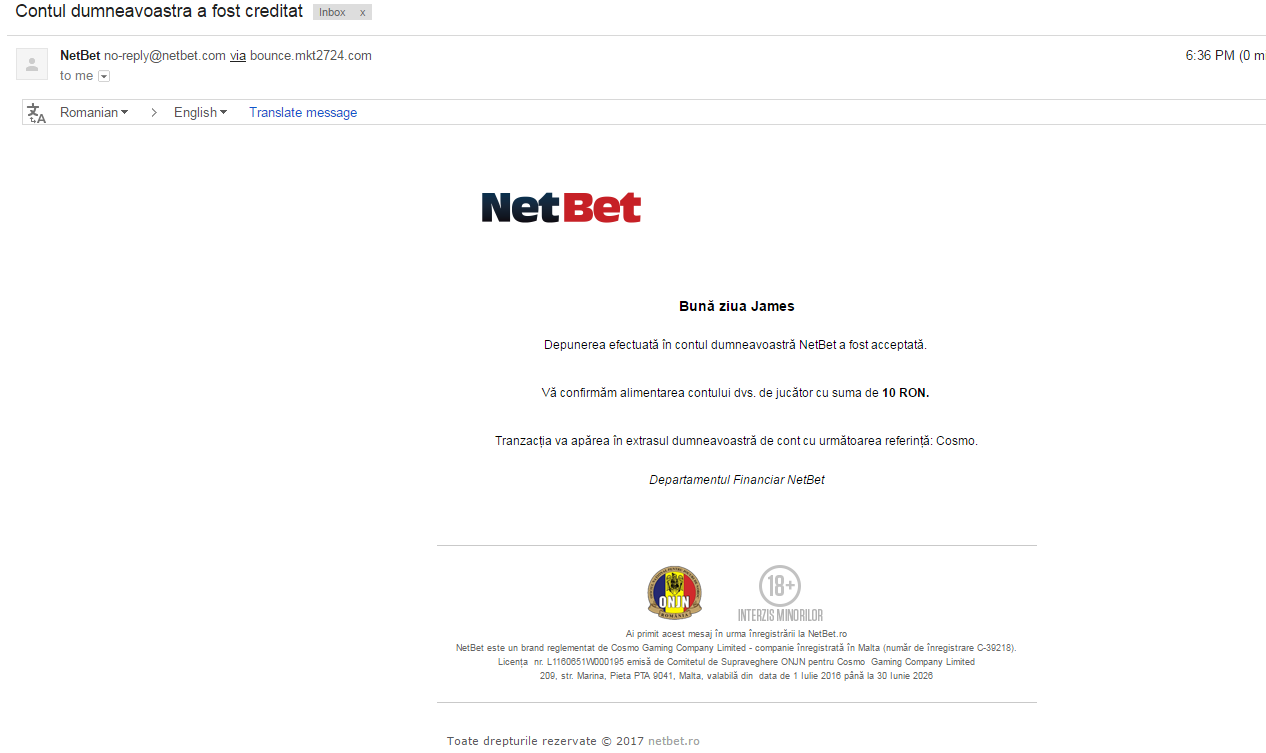 Contul dumneavoastra a fost creditat Inbox x
NetBet no-reply@netbet.com via bounce.mkt2724.com 6:36 PM (0 m
to me
Romanian > English Translate message
NetBet
Bună ziua James
Depunerea efectuată în contul dumneavoastră NetBet a fost acceptată.
Vă confirmăm alimentarea contului dvs. de jucător cu suma de 10 RON.
Tranzacția va apărea în extrasul dumneavoastră de cont cu următoarea referință: Cosmo.
Departamentul Financiar NetBet
ONJN
ROMÂNIA
18+
INTERZIS MINORILOR
Ai primit acest mesaj în urma înregistrării la NetBet.ro
NetBet este un brand reglementat de Cosmo Gaming Company Limited - companie înregistrată în Malta (număr de înregistrare C-39218).
Licența nr. L1160651W000195 emisă de Comitetul de Supraveghere ONJN pentru Cosmo Gaming Company Limited
209, str. Marina, Pieta PTA 9041, Malta, valabilă din data de 1 Iulie 2016 până la 30 Iunie 2026
Toate drepturile rezervate © 2017 netbet.ro